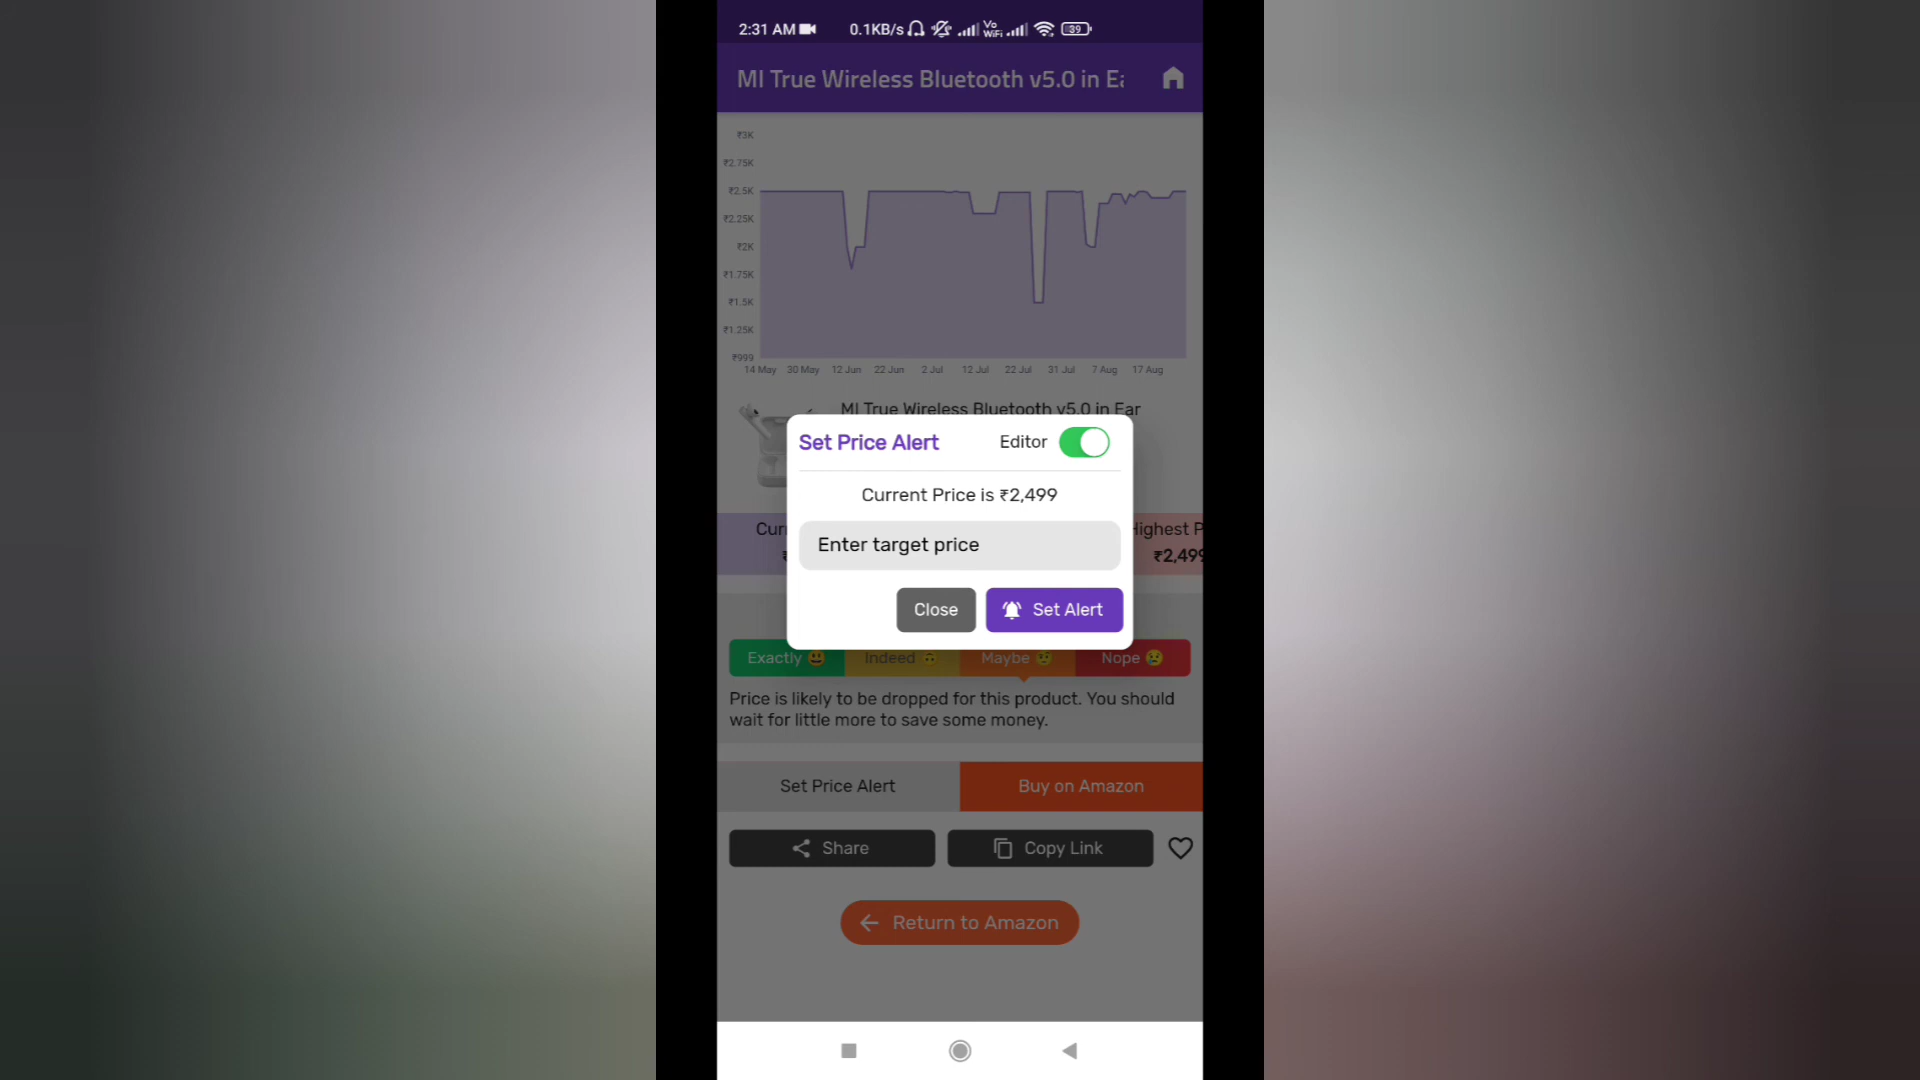 2:31 AM 0.1KB/s Vo WiFi 39
MI True Wireless Bluetooth v5.0 in Ea
₹3K
₹2.75K
₹2.5K
₹2.25K
₹2K
₹1.75K
₹1.5K
₹1.25K
₹999
14 May 30 May 12 Jun 22 Jun 2 Jul 12 Jul 22 Jul 31 Jul 7 Aug 17 Aug
MI True Wireless Bluetooth v5.0 in Ear
Set Price Alert Editor
Current Price is ₹2,499
Enter target price
Highest P
₹2,499
Close Set Alert
Exactly 😃 Indeed 🙃 Maybe 🤨 Nope 😢
Price is likely to be dropped for this product. You should
wait for little more to save some money.
Set Price Alert Buy on Amazon
Share Copy Link
Return to Amazon